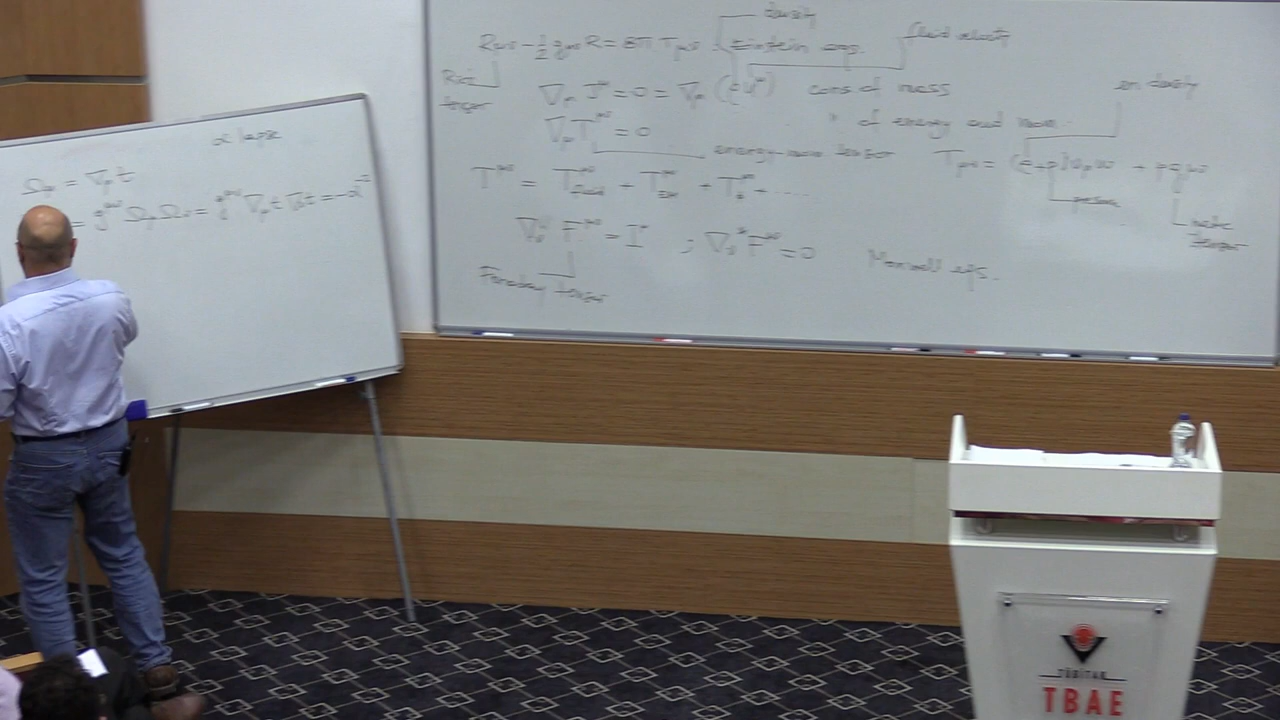 α lapse
Ω_μ = ∇_μ t
= g^{μν} Ω_μ Ω_ν = g^{μν} ∇_μ t ∇_ν t = -α^{-2}
density
R_{μν} - 1/2 g_{μν} R = 8π T_{μν} Einstein eqs. fluid velocity
Ricci tensor
∇_μ J^μ = 0 = ∇_μ (ρ u^μ) cons of mass
en density
∇_μ T^{μν} = 0 " of energy and mom.
energy-mom tensor T_{μν} = (e+p) u_μ u_ν + p g_{μν}
T^{μν} = T^{μν}_{fluid} + T^{μν}_{EM} + ....
pressure
metric tensor
∇_ν F^{μν} = I^μ ; ∇_ν *F^{μν} = 0 Maxwell eqs.
Faraday tensor
TÜBİTAK
TBAE